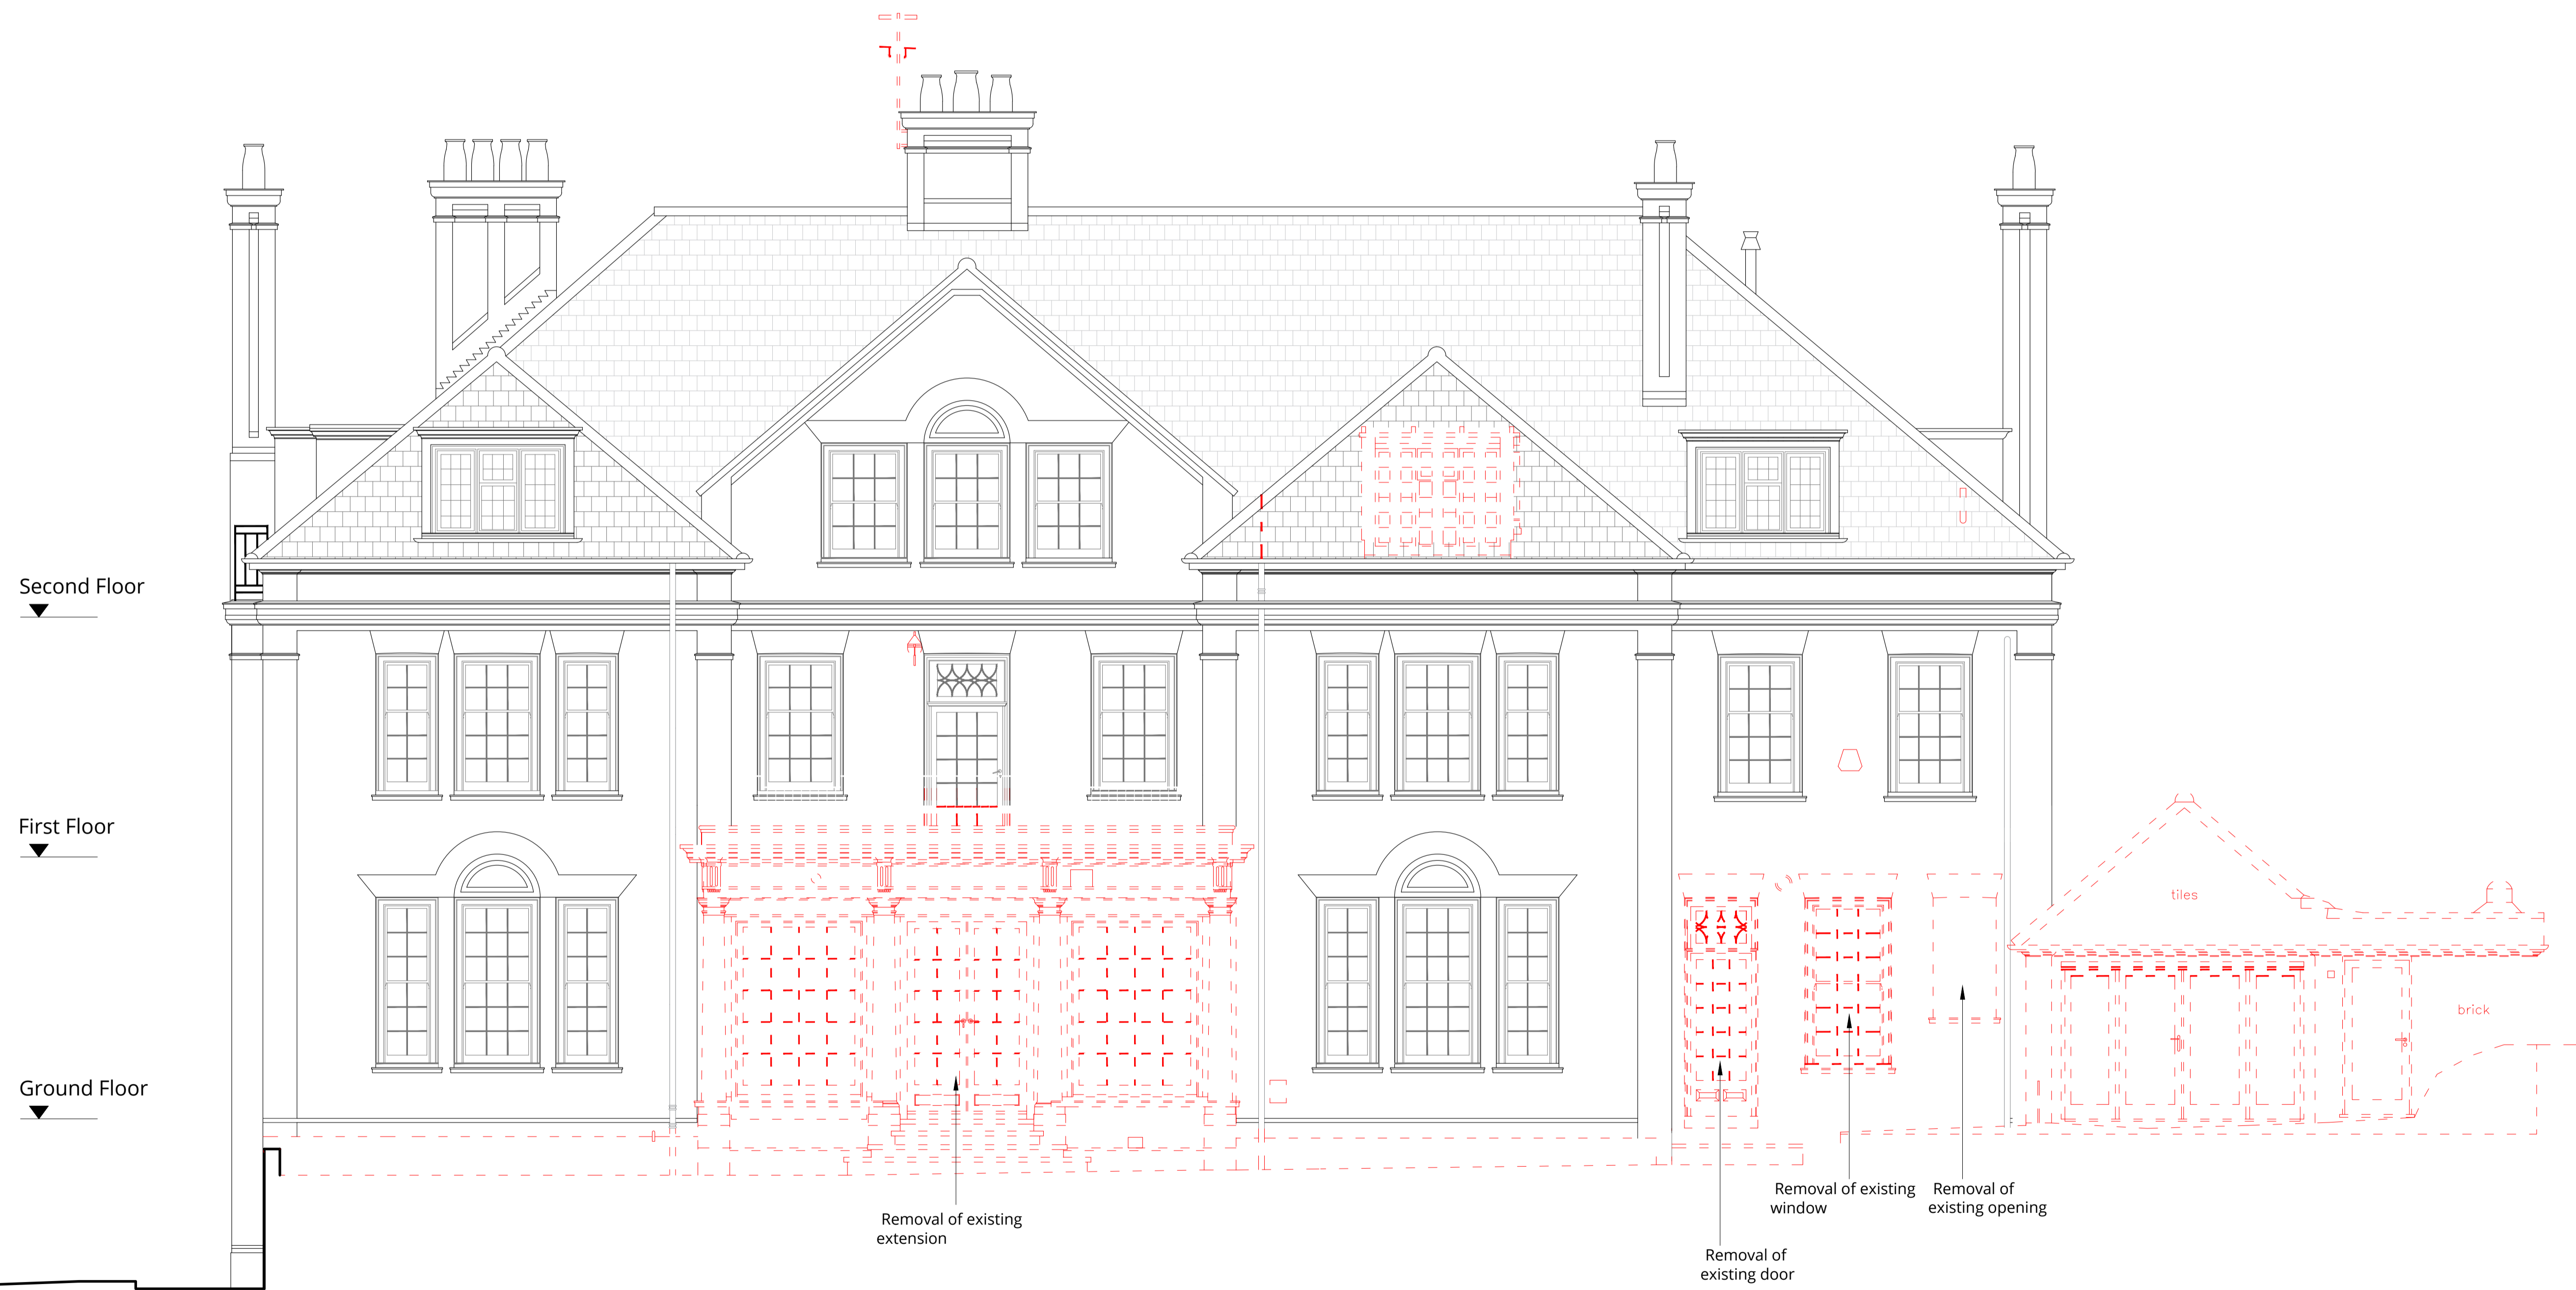 Second Floor
First Floor
Ground Floor
tiles
brick
Removal of existing
extension
Removal of
existing door
Removal of existing
window
Removal of
existing opening